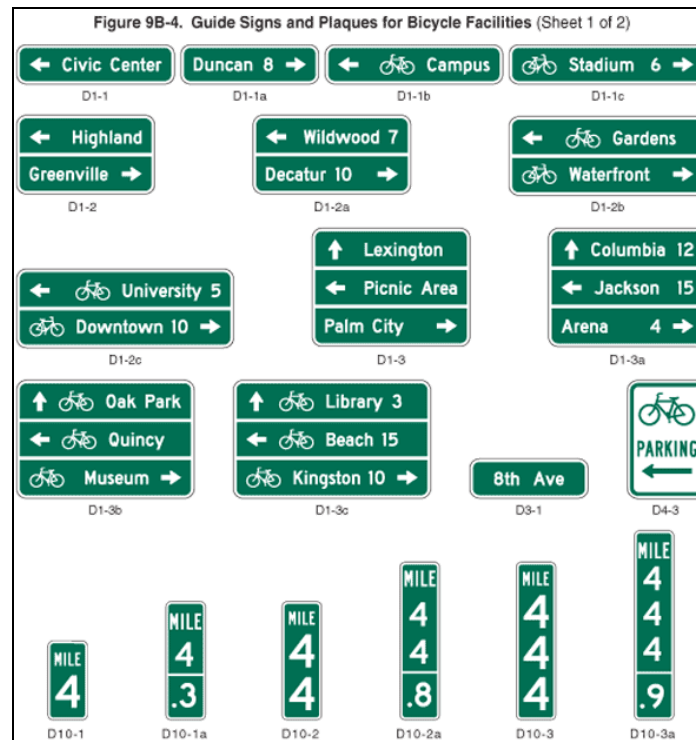 Figure 9B-4. Guide Signs and Plaques for Bicycle Facilities (Sheet 1 of 2)
← Civic Center
Duncan 8 →
← Campus
Stadium 6 →
D1-1
D1-1a
D1-1b
D1-1c
← Highland
Greenville →
D1-2
← Wildwood 7
Decatur 10 →
D1-2a
← Gardens
Waterfront →
D1-2b
← University 5
Downtown 10 →
D1-2c
↑ Lexington
← Picnic Area
Palm City →
D1-3
↑ Columbia 12
← Jackson 15
Arena 4 →
D1-3a
↑ Oak Park
← Quincy
Museum →
D1-3b
↑ Library 3
← Beach 15
Kingston 10 →
D1-3c
8th Ave
D3-1
PARKING
←
D4-3
MILE
4
D10-1
MILE
4
.3
D10-1a
MILE
4
4
D10-2
MILE
4
4
.8
D10-2a
MILE
4
4
4
D10-3
MILE
4
4
4
.9
D10-3a